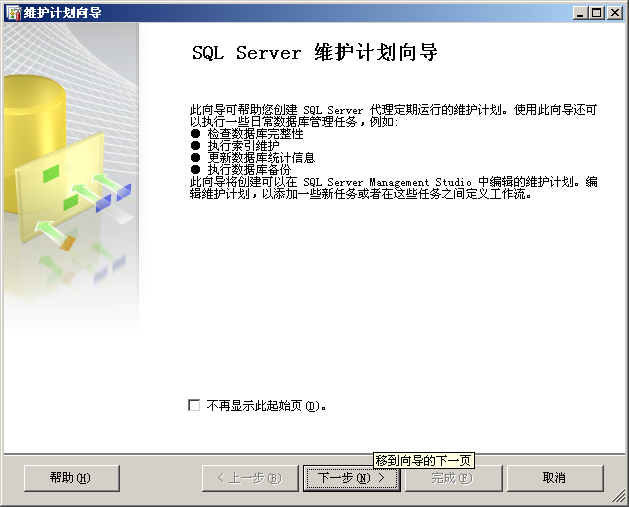 维护计划向导
SQL Server 维护计划向导
此向导可帮助您创建 SQL Server 代理定期运行的维护计划。使用此向导还可
以执行一些日常数据库管理任务，例如:
● 检查数据库完整性
● 执行索引维护
● 更新数据库统计信息
● 执行数据库备份
此向导将创建可以在 SQL Server Management Studio 中编辑的维护计划。编
辑维护计划，以添加一些新任务或者在这些任务之间定义工作流。
不再显示此起始页(D)。
移到向导的下一页
帮助(H)
< 上一步(B)
下一步(N) >
完成(F)
取消